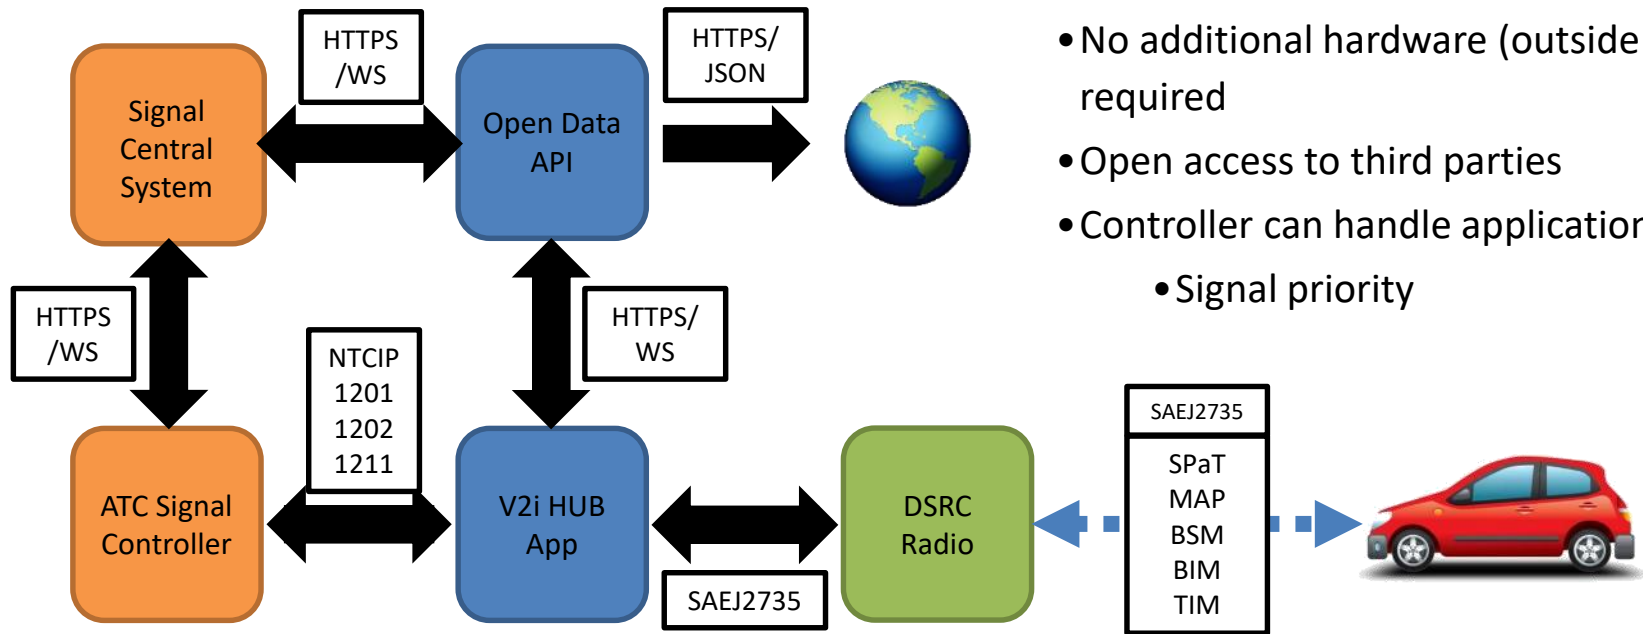 HTTPS
/WS
HTTPS/
JSON
Signal
Central
System
Open Data
API
•No additional hardware (outside
required
•Open access to third parties
•Controller can handle application
•Signal priority
HTTPS
/WS
NTCIP
1201
1202
1211
HTTPS/
WS
ATC Signal
Controller
V2i HUB
App
SAEJ2735
DSRC
Radio
SAEJ2735
SPaT
MAP
BSM
BIM
TIM